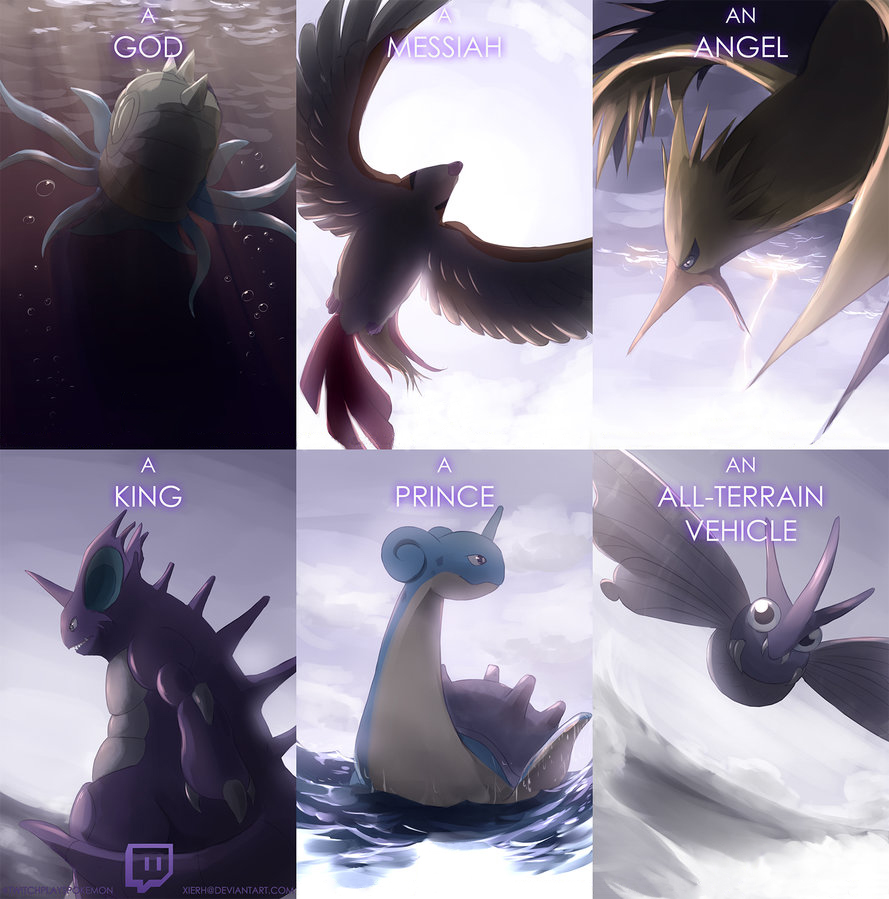 A
GOD
A
MESSIAH
AN
ANGEL
A
KING
A
PRINCE
AN
ALL-TERRAIN
VEHICLE
TWITCHPLAYSPOKEMON
XIERH@DEVIANTART.COM